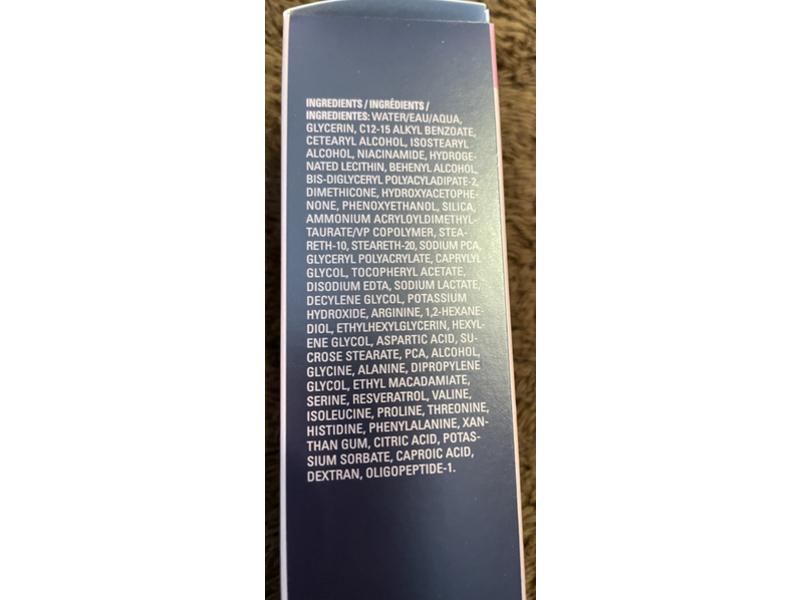 INGREDIENTS / INGRÉDIENTS /
INGREDIENTES: WATER/EAU/AQUA,
GLYCERIN, C12-15 ALKYL BENZOATE,
CETEARYL ALCOHOL, ISOSTEARYL
ALCOHOL, NIACINAMIDE, HYDROGE-
NATED LECITHIN, BEHENYL ALCOHOL,
BIS-DIGLYCERYL POLYACYLADIPATE-2,
DIMETHICONE, HYDROXYACETOPHE-
NONE, PHENOXYETHANOL, SILICA,
AMMONIUM ACRYLOYLDIMETHYL-
TAURATE/VP COPOLYMER, STEA-
RETH-10, STEARETH-20, SODIUM PCA,
GLYCERYL POLYACRYLATE, CAPRYLYL
GLYCOL, TOCOPHERYL ACETATE,
DISODIUM EDTA, SODIUM LACTATE,
DECYLENE GLYCOL, POTASSIUM
HYDROXIDE, ARGININE, 1,2-HEXANE-
DIOL, ETHYLHEXYLGLYCERIN, HEXYL-
ENE GLYCOL, ASPARTIC ACID, SU-
CROSE STEARATE, PCA, ALCOHOL,
GLYCINE, ALANINE, DIPROPYLENE
GLYCOL, ETHYL MACADAMIATE,
SERINE, RESVERATROL, VALINE,
ISOLEUCINE, PROLINE, THREONINE,
HISTIDINE, PHENYLALANINE, XAN-
THAN GUM, CITRIC ACID, POTAS-
SIUM SORBATE, CAPROIC ACID,
DEXTRAN, OLIGOPEPTIDE-1.